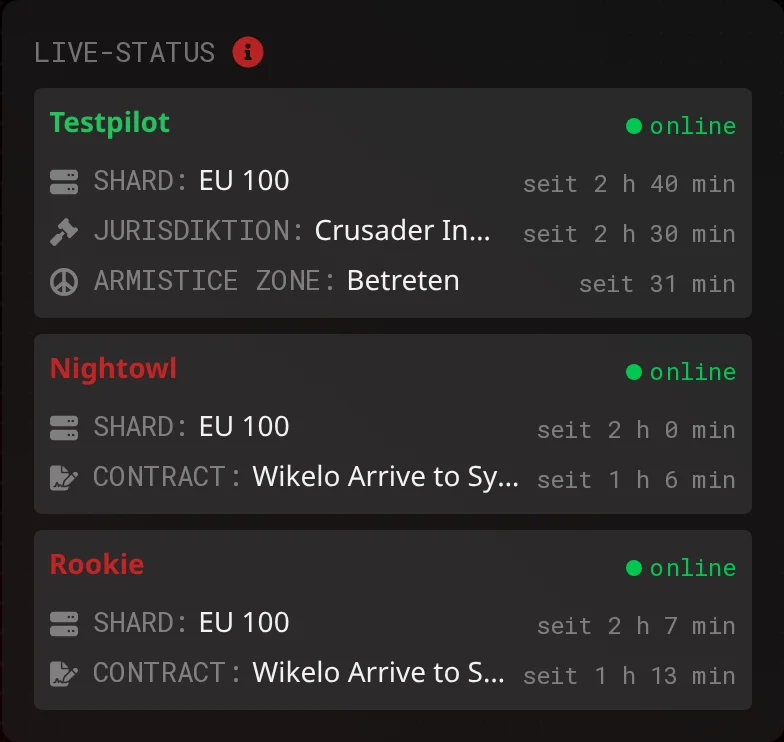 LIVE-STATUS
Testpilot online
SHARD: EU 100 seit 2 h 40 min
JURISDIKTION: Crusader In... seit 2 h 30 min
ARMISTICE ZONE: Betreten seit 31 min
Nightowl online
SHARD: EU 100 seit 2 h 0 min
CONTRACT: Wikelo Arrive to Sy... seit 1 h 6 min
Rookie online
SHARD: EU 100 seit 2 h 7 min
CONTRACT: Wikelo Arrive to S... seit 1 h 13 min